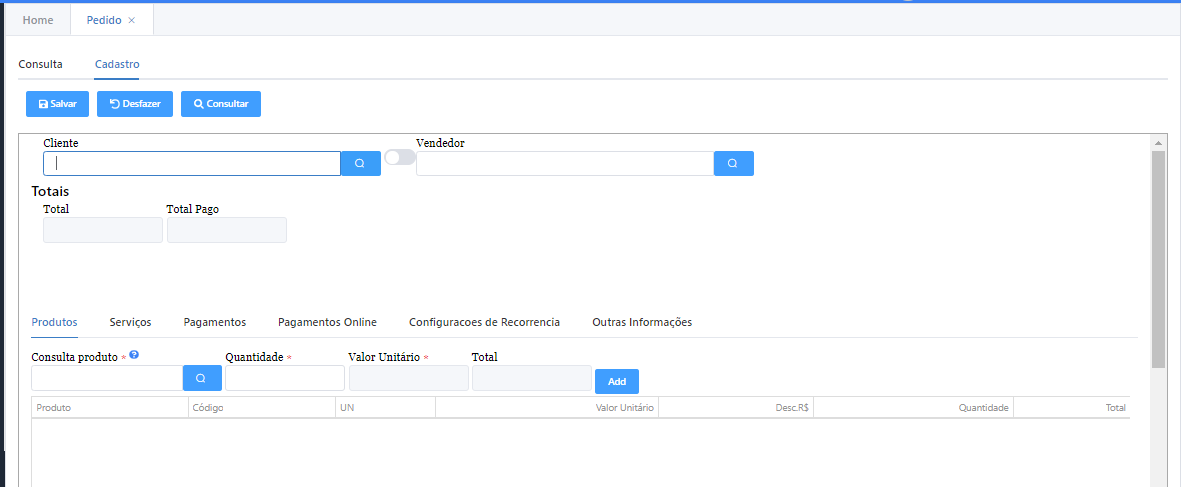 Home Pedido ×
Consulta Cadastro
Salvar Desfazer Consultar
Cliente Vendedor
Totais
Total Total Pago
Produtos Serviços Pagamentos Pagamentos Online Configuracoes de Recorrencia Outras Informações
Consulta produto * ? Quantidade * Valor Unitário * Total
Add
Produto Código UN Valor Unitário Desc.R$ Quantidade Total